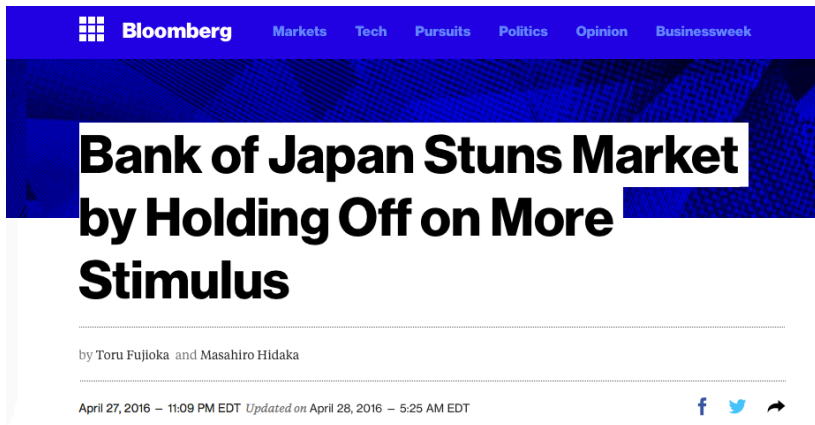 Bloomberg Markets Tech Pursuits Politics Opinion Businessweek
Bank of Japan Stuns Market
by Holding Off on More
Stimulus
by Toru Fujioka and Masahiro Hidaka
April 27, 2016 — 11:09 PM EDT Updated on April 28, 2016 — 5:25 AM EDT